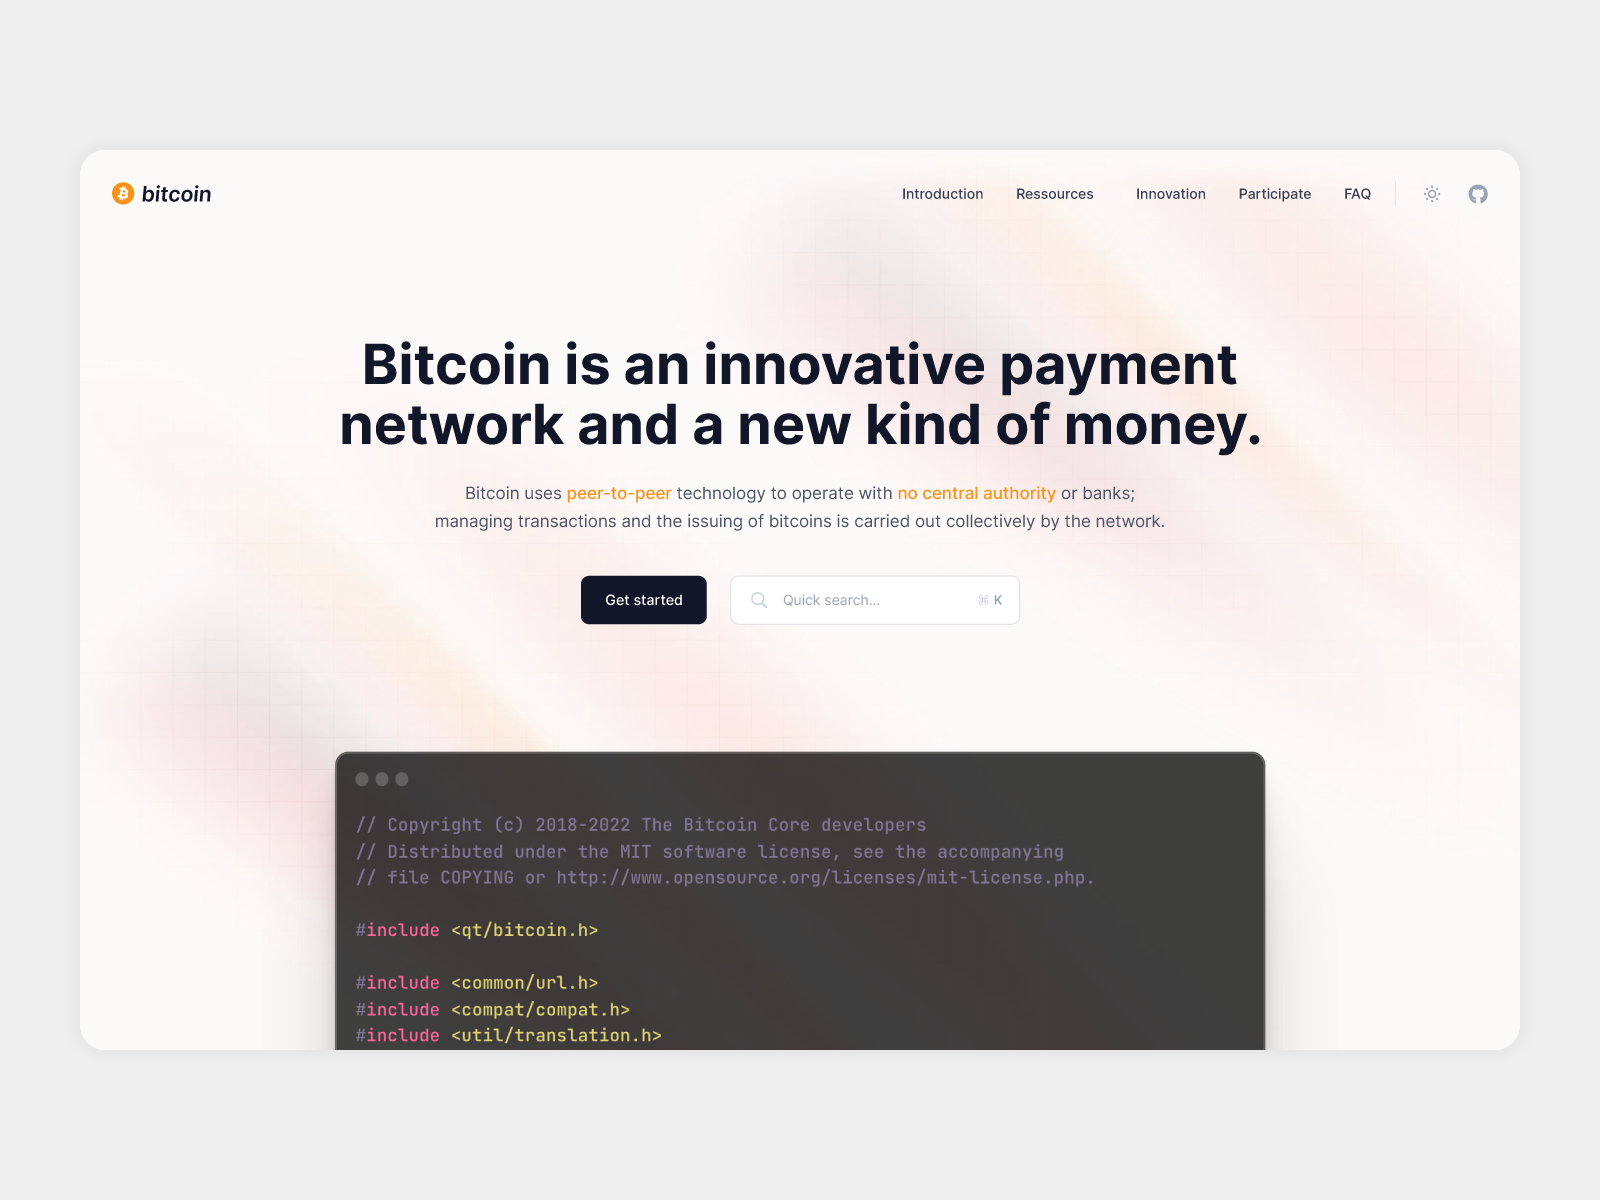 bitcoin
Introduction Ressources Innovation Participate FAQ
Bitcoin is an innovative payment
network and a new kind of money.
Bitcoin uses peer-to-peer technology to operate with no central authority or banks;
managing transactions and the issuing of bitcoins is carried out collectively by the network.
Get started
Quick search... ⌘ K
// Copyright (c) 2018-2022 The Bitcoin Core developers
// Distributed under the MIT software license, see the accompanying
// file COPYING or http://www.opensource.org/licenses/mit-license.php.
#include <qt/bitcoin.h>
#include <common/url.h>
#include <compat/compat.h>
#include <util/translation.h>